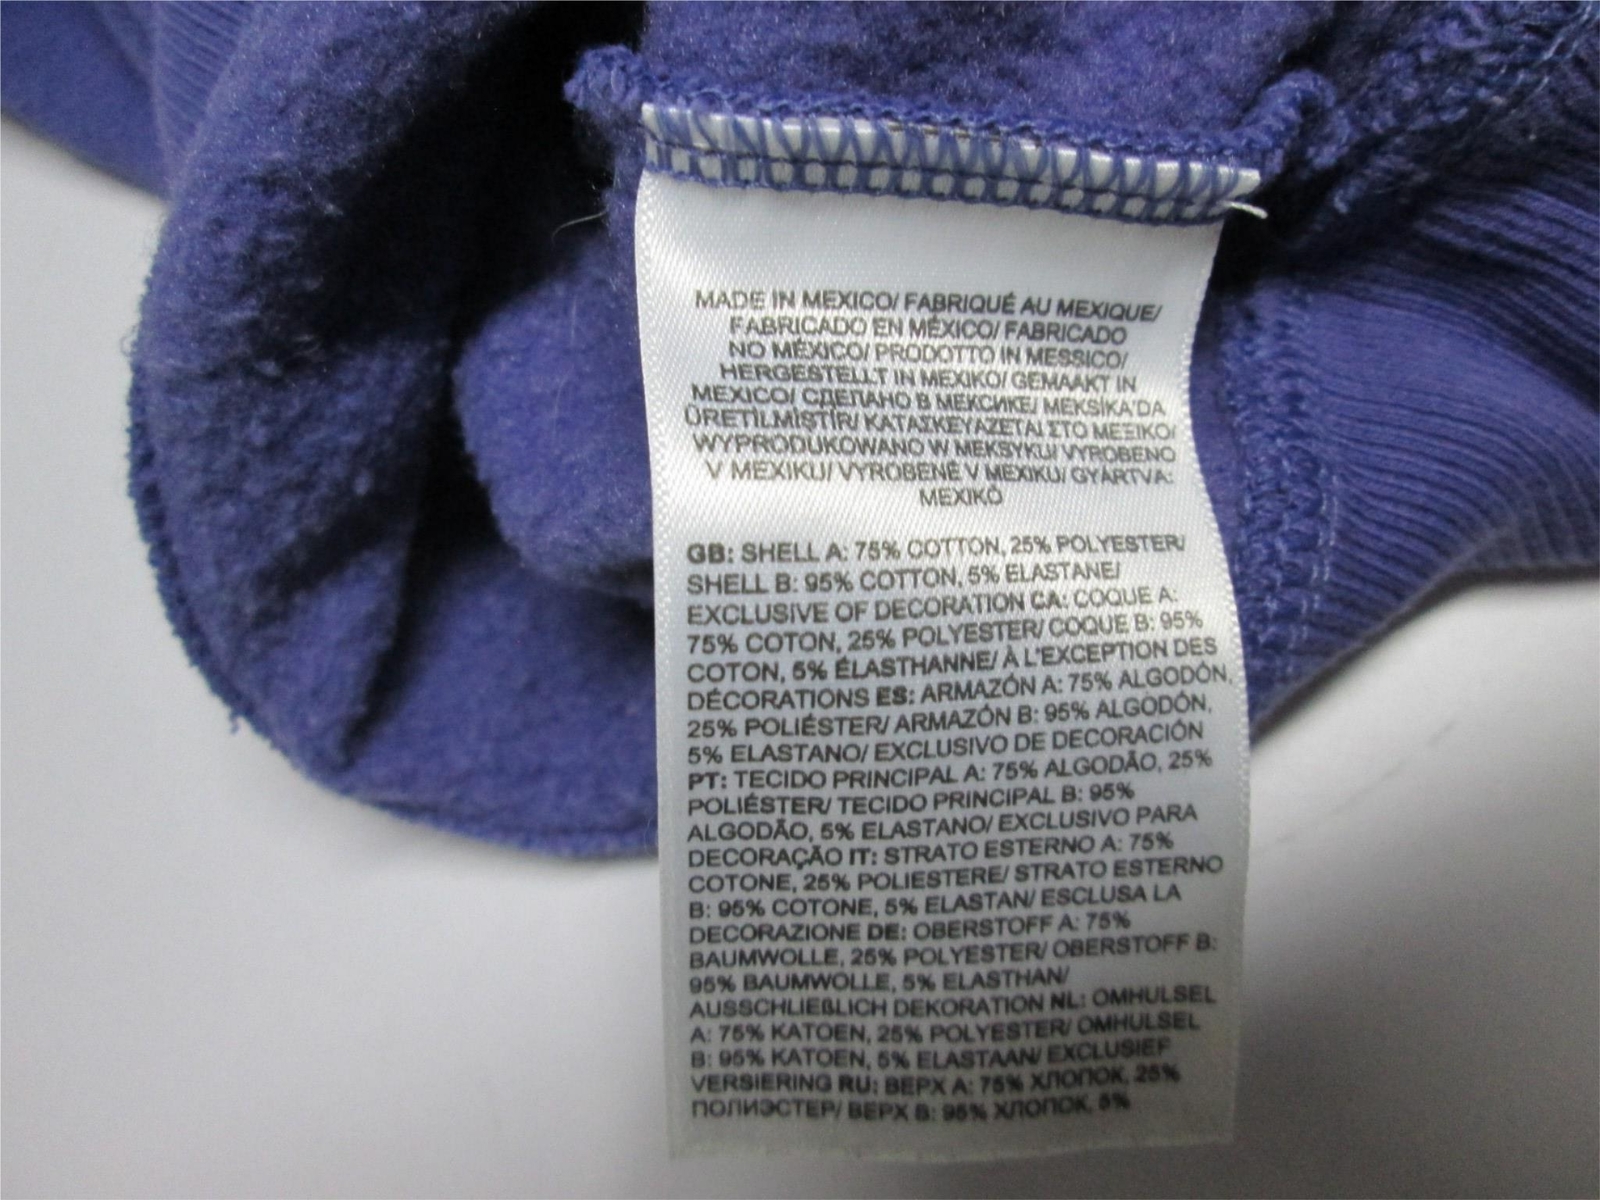 MADE IN MEXICO/ FABRIQUÉ AU MEXIQUE/
FABRICADO EN MÉXICO/ FABRICADO
NO MÉXICO/ PRODOTTO IN MESSICO/
HERGESTELLT IN MEXIKO/ GEMAAKT IN
MEXICO/ СДЕЛАНО В МЕКСИКЕ/ MEKSİKA'DA
ÜRETİLMİŞTİR/ ΚΑΤΑΣΚΕΥΑΖΕΤΑΙ ΣΤΟ ΜΕΞΙΚΟ/
WYPRODUKOWANO W MEKSYKU/ VYROBENO
V MEXIKU/ VYROBENÉ V MEXIKU/ GYÁRTVA:
MEXIKÓ
GB: SHELL A: 75% COTTON, 25% POLYESTER/
SHELL B: 95% COTTON, 5% ELASTANE/
EXCLUSIVE OF DECORATION CA: COQUE A:
75% COTON, 25% POLYESTER/ COQUE B: 95%
COTON, 5% ÉLASTHANNE/ À L'EXCEPTION DES
DÉCORATIONS ES: ARMAZÓN A: 75% ALGODÓN,
25% POLIÉSTER/ ARMAZÓN B: 95% ALGODÓN,
5% ELASTANO/ EXCLUSIVO DE DECORACIÓN
PT: TECIDO PRINCIPAL A: 75% ALGODÃO, 25%
POLIÉSTER/ TECIDO PRINCIPAL B: 95%
ALGODÃO, 5% ELASTANO/ EXCLUSIVO PARA
DECORAÇÃO IT: STRATO ESTERNO A: 75%
COTONE, 25% POLIESTERE/ STRATO ESTERNO
B: 95% COTONE, 5% ELASTAN/ ESCLUSA LA
DECORAZIONE DE: OBERSTOFF A: 75%
BAUMWOLLE, 25% POLYESTER/ OBERSTOFF B:
95% BAUMWOLLE, 5% ELASTHAN/
AUSSCHLIEßLICH DEKORATION NL: OMHULSEL
A: 75% KATOEN, 25% POLYESTER/ OMHULSEL
B: 95% KATOEN, 5% ELASTAAN/ EXCLUSIEF
VERSIERING RU: ВЕРХ A: 75% ХЛОПОК, 25%
ПОЛИЭСТЕР/ ВЕРХ B: 95% ХЛОПОК, 5%